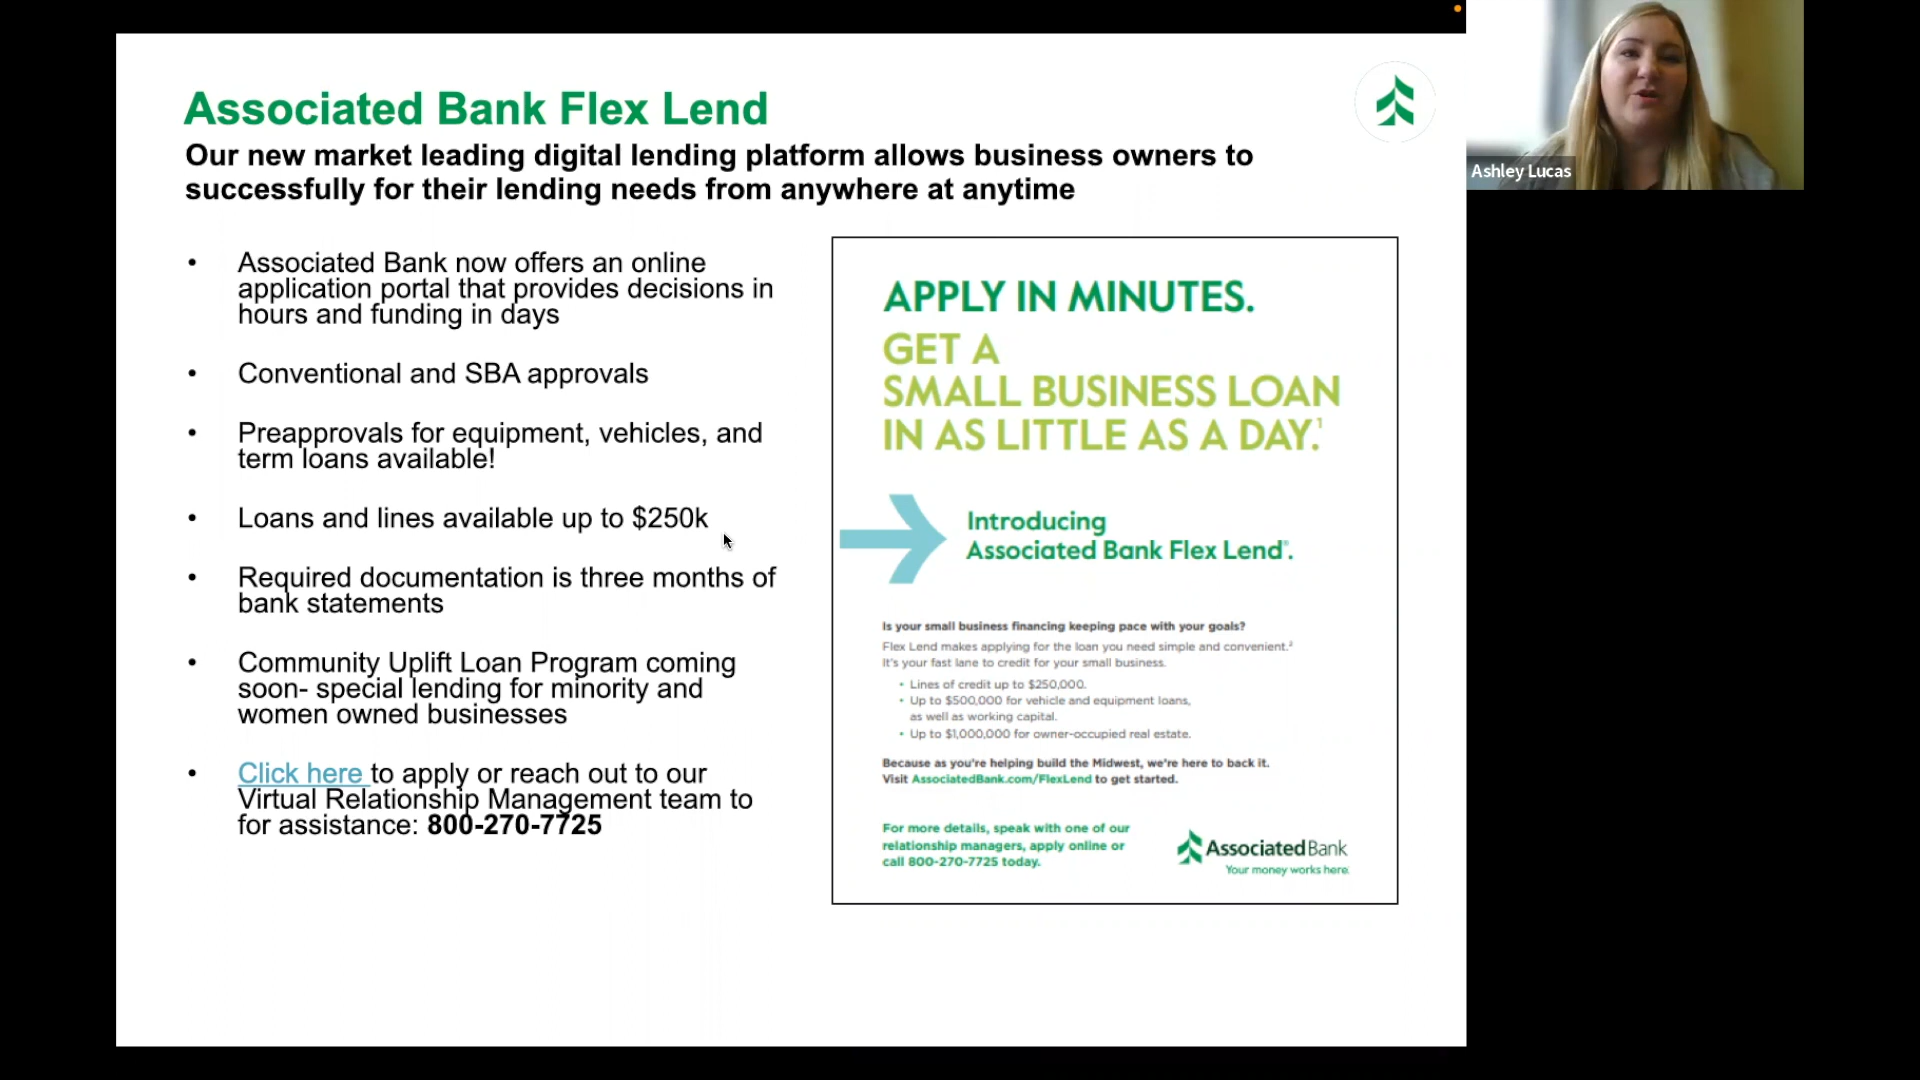 Associated Bank Flex Lend
Our new market leading digital lending platform allows business owners to
successfully for their lending needs from anywhere at anytime
• Associated Bank now offers an online
application portal that provides decisions in
hours and funding in days
• Conventional and SBA approvals
• Preapprovals for equipment, vehicles, and
term loans available!
• Loans and lines available up to $250k
• Required documentation is three months of
bank statements
• Community Uplift Loan Program coming
soon- special lending for minority and
women owned businesses
• Click here to apply or reach out to our
Virtual Relationship Management team to
for assistance: 800-270-7725
APPLY IN MINUTES.
GET A
SMALL BUSINESS LOAN
IN AS LITTLE AS A DAY.¹
Introducing
Associated Bank Flex Lend®.
Is your small business financing keeping pace with your goals?
Flex Lend makes applying for the loan you need simple and convenient.²
It's your fast lane to credit for your small business.
• Lines of credit up to $250,000.
• Up to $500,000 for vehicle and equipment loans,
as well as working capital.
• Up to $1,000,000 for owner-occupied real estate.
Because as you're helping build the Midwest, we're here to back it.
Visit AssociatedBank.com/FlexLend to get started.
For more details, speak with one of our
relationship managers, apply online or
call 800-270-7725 today.
Associated Bank
Your money works here.
Ashley Lucas